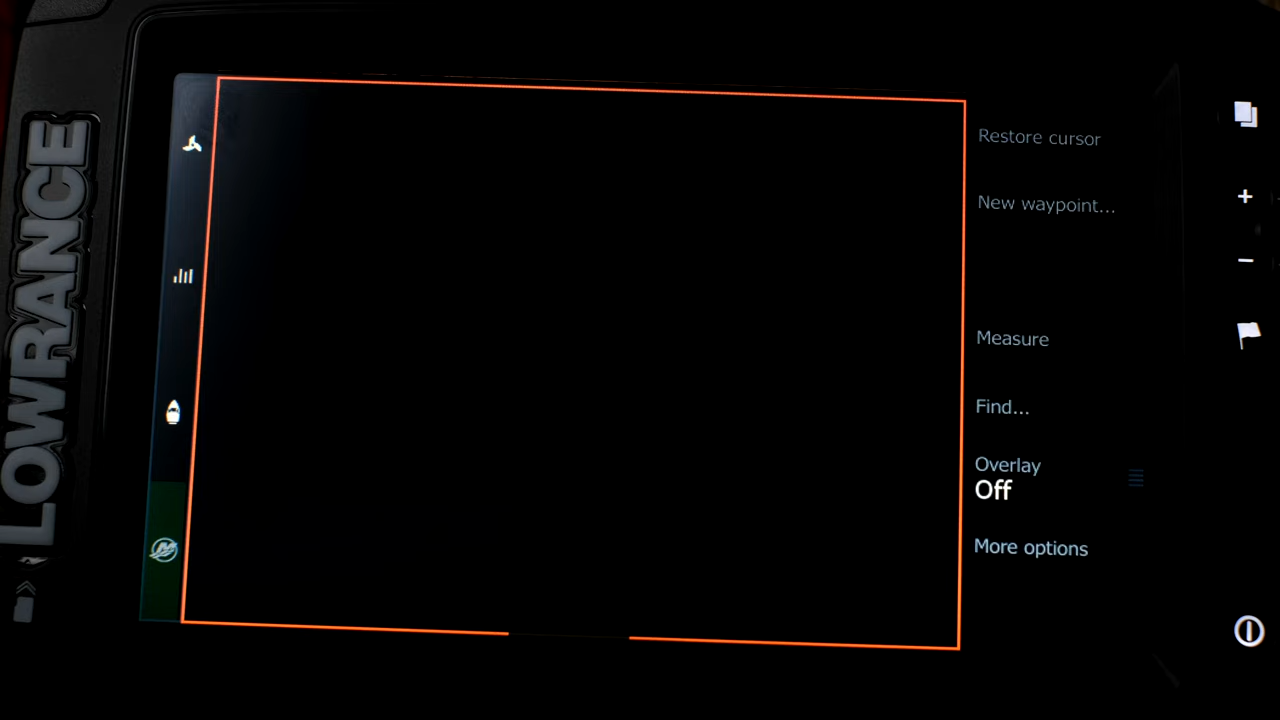 LOWRANCE
Restore cursor
New waypoint...
Measure
Find...
Overlay
Off
More options